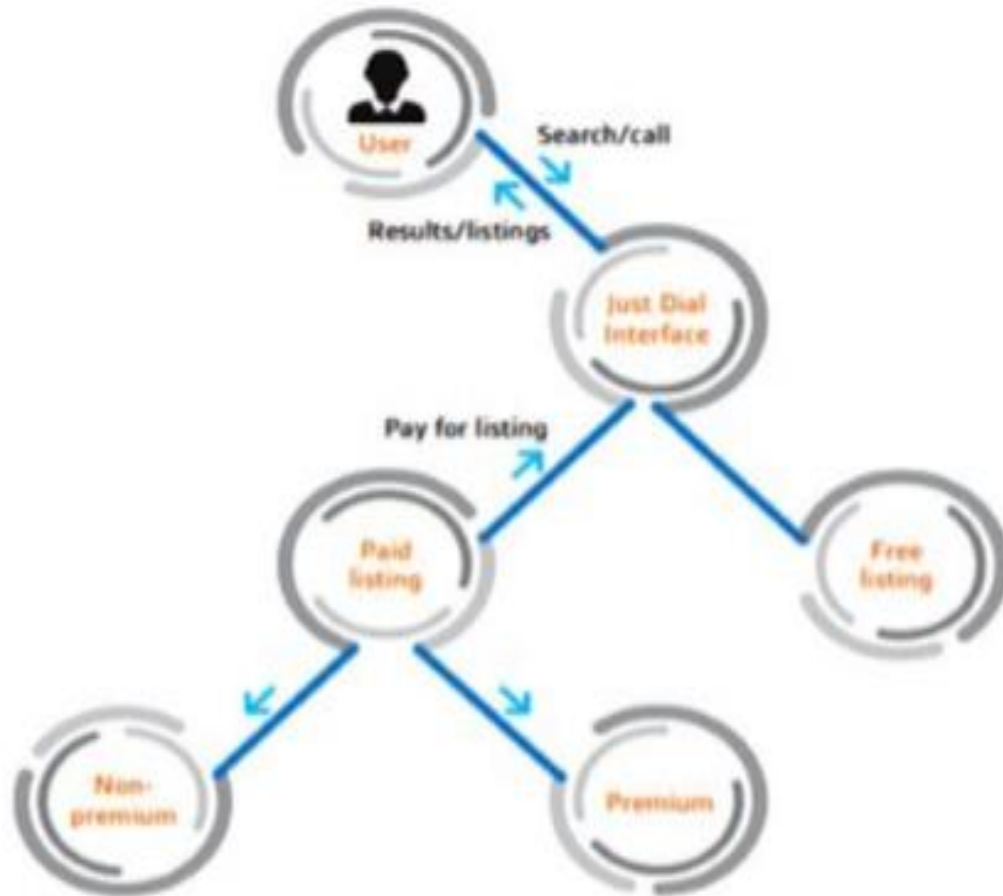 User
Search/call
Results/listings
Just Dial
Interface
Pay for listing
Paid
listing
Free
listing
Non-
premium
Premium